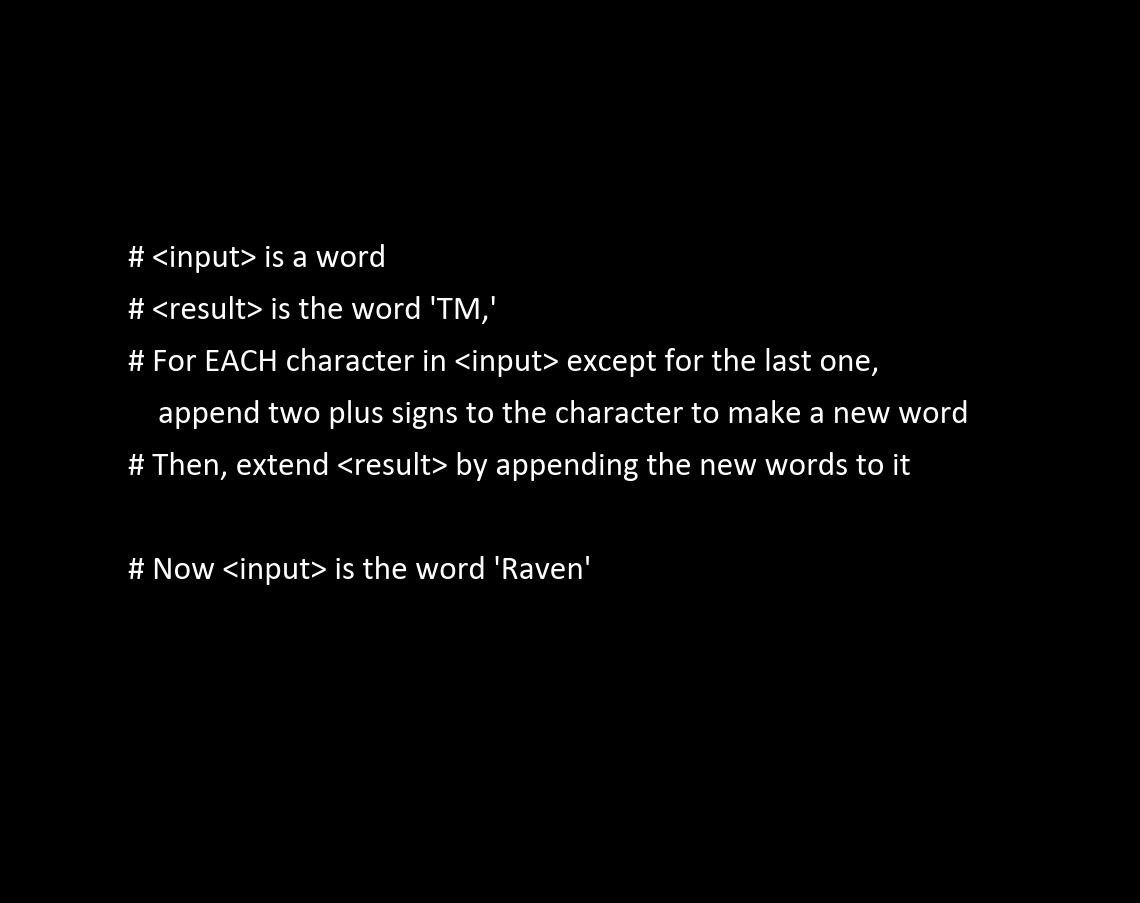 # <input> is a word
# <result> is the word 'TM,'
# For EACH character in <input> except for the last one,
append two plus signs to the character to make a new word
# Then, extend <result> by appending the new words to it
# Now <input> is the word 'Raven'